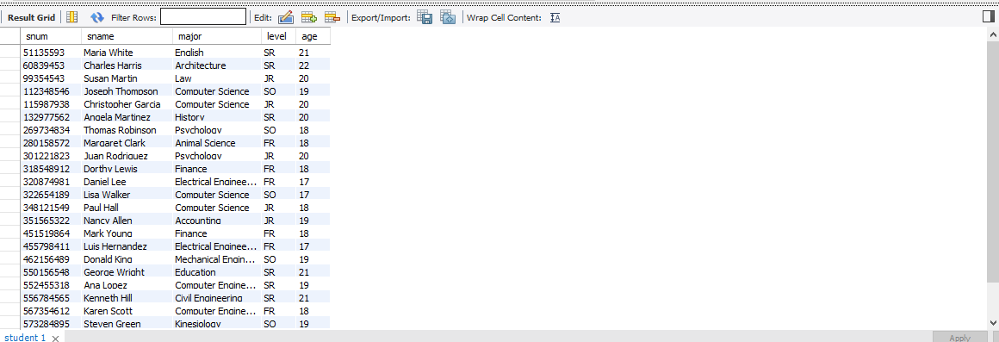 Result Grid Filter Rows: Edit: Export/Import: Wrap Cell Content: IA
snum sname major level age
51135593 Maria White English SR 21
60839453 Charles Harris Architecture SR 22
99354543 Susan Martin Law JR 20
112348546 Joseph Thompson Computer Science SO 19
115987938 Christopher Garcia Computer Science JR 20
132977562 Angela Martinez History SR 20
269734834 Thomas Robinson Psychology SO 18
280158572 Margaret Clark Animal Science FR 18
301221823 Juan Rodriguez Psychology JR 20
318548912 Dorthy Lewis Finance FR 18
320874981 Daniel Lee Electrical Enginee... FR 17
322654189 Lisa Walker Computer Science SO 17
348121549 Paul Hall Computer Science JR 18
351565322 Nancy Allen Accounting JR 19
451519864 Mark Young Finance FR 18
455798411 Luis Hernandez Electrical Enginee... FR 17
462156489 Donald King Mechanical Engin... SO 19
550156548 George Wright Education SR 21
552455318 Ana Lopez Computer Engine... SR 19
556784565 Kenneth Hill Civil Engineering SR 21
567354612 Karen Scott Computer Engine... FR 18
573284895 Steven Green Kinesiology SO 19
student 1 Apply